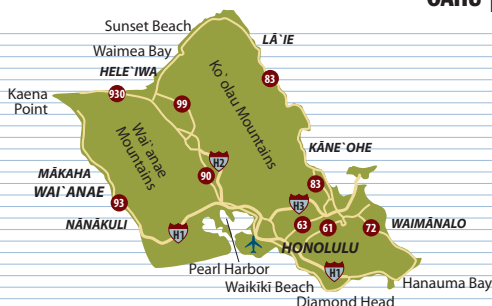 OAHU
Sunset Beach
Waimea Bay
HELE`IWA
Kaena
Point
930
99
LĀ`IE
83
Ko`olau Mountains
Wai`anae
Mountains
H2
90
KĀNE`OHE
MĀKAHA
WAI`ANAE
93
NĀNĀKULI
H1
83
H3
63
61
72
WAIMĀNALO
HONOLULU
Pearl Harbor
Waikiki Beach
H1
Hanauma Bay
Diamond Head